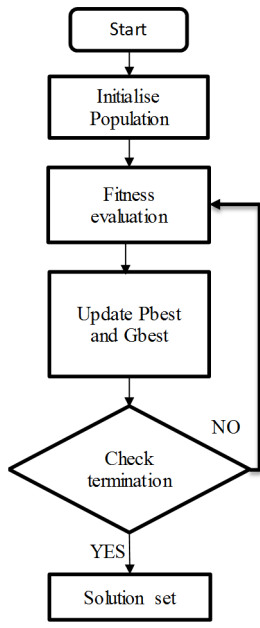 Start
Initialise
Population
Fitness
evaluation
Update Pbest
and Gbest
NO
Check
termination
YES
Solution set